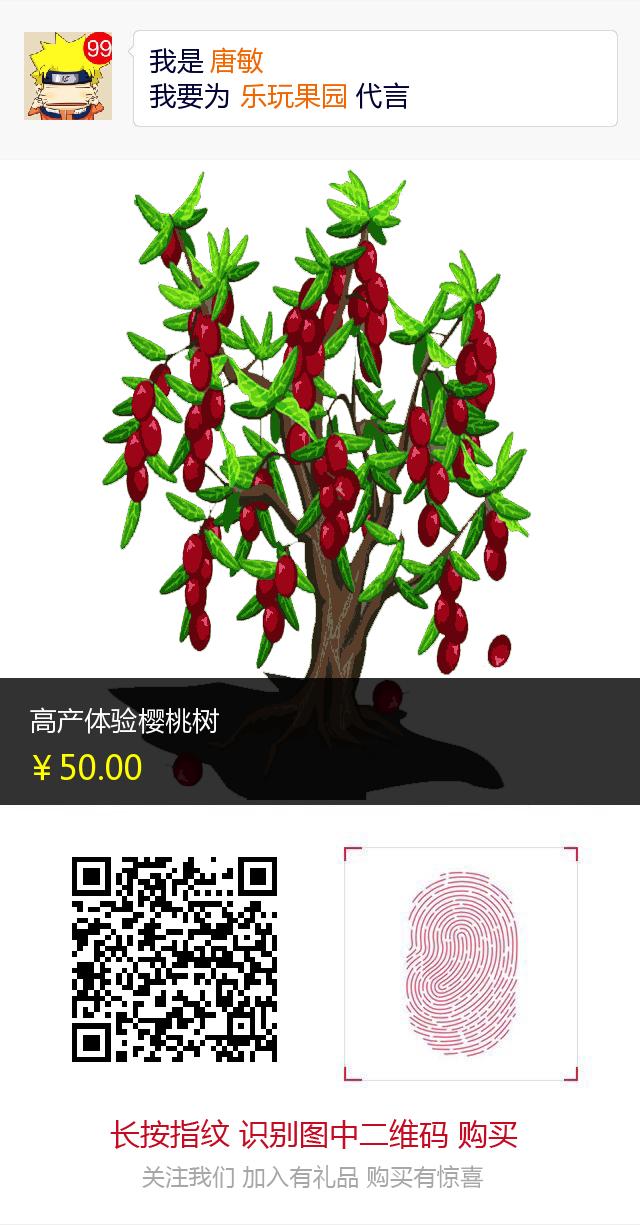 99
我是 唐敏
我要为 乐玩果园 代言
高产体验樱桃树
￥50.00
长按指纹 识别图中二维码 购买
关注我们 加入有礼品 购买有惊喜